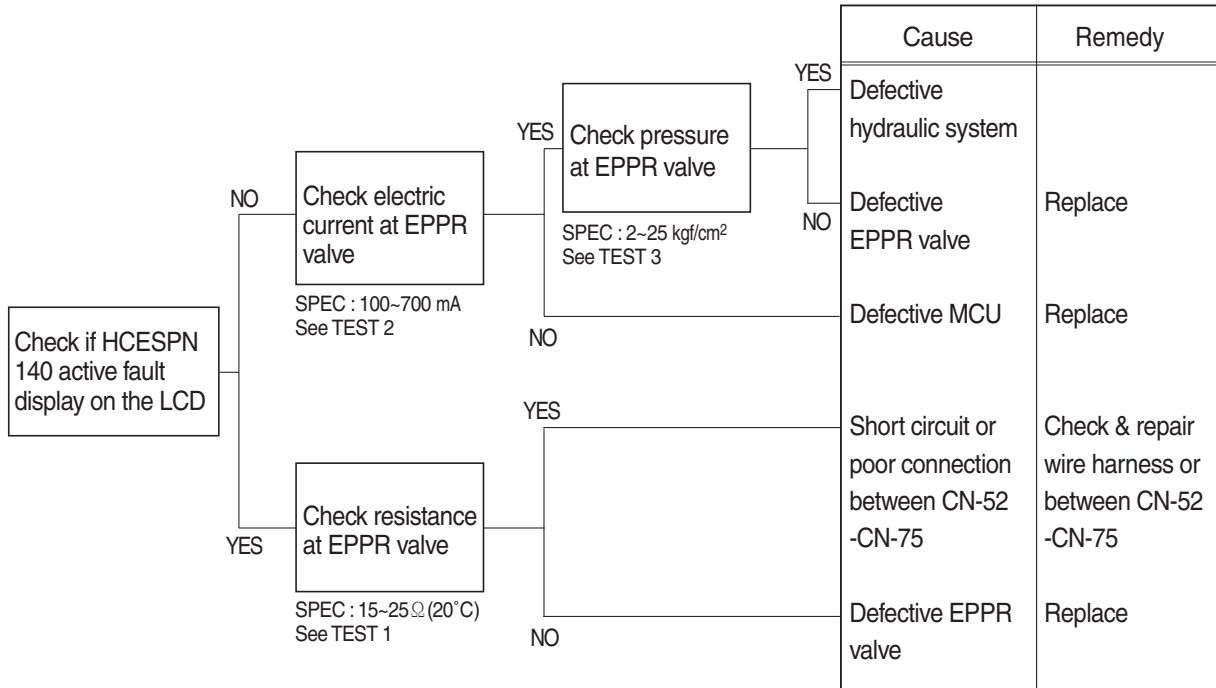 Cause
Remedy
YES
Defective
hydraulic system
YES
Check pressure
at EPPR valve
NO
Check electric
current at EPPR
valve
NO
Defective
EPPR valve
Replace
SPEC : 2~25 kgf/cm²
See TEST 3
SPEC : 100~700 mA
See TEST 2
Defective MCU
Replace
NO
Check if HCESPN
140 active fault
display on the LCD
YES
Short circuit or
poor connection
between CN-52
-CN-75
Check & repair
wire harness or
between CN-52
-CN-75
Check resistance
at EPPR valve
YES
SPEC : 15~25Ω (20°C)
See TEST 1
NO
Defective EPPR
valve
Replace